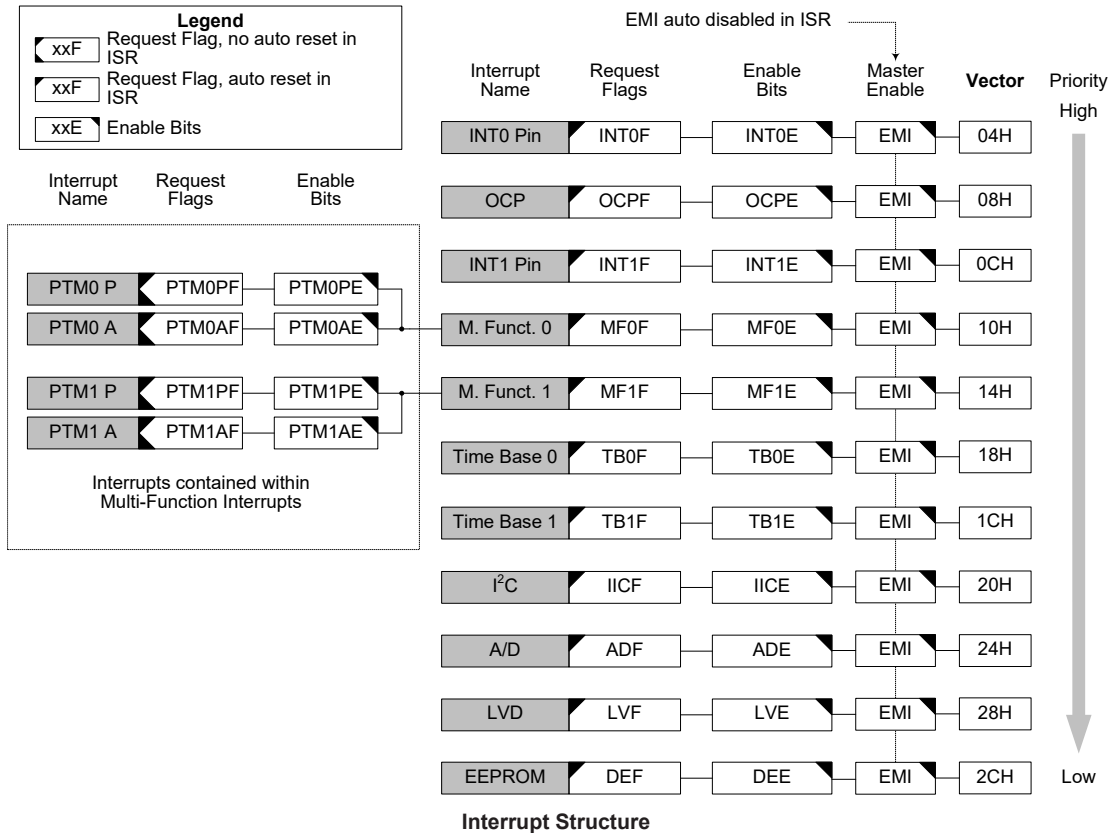 Legend
xxF Request Flag, no auto reset in
ISR
xxF Request Flag, auto reset in
ISR
xxE Enable Bits
EMI auto disabled in ISR
Interrupt Name Request Flags Enable Bits Master Enable Vector Priority
High
INT0 Pin INT0F INT0E EMI 04H
OCP OCPF OCPE EMI 08H
INT1 Pin INT1F INT1E EMI 0CH
M. Funct. 0 MF0F MF0E EMI 10H
M. Funct. 1 MF1F MF1E EMI 14H
Time Base 0 TB0F TB0E EMI 18H
Time Base 1 TB1F TB1E EMI 1CH
I²C IICF IICE EMI 20H
A/D ADF ADE EMI 24H
LVD LVF LVE EMI 28H
EEPROM DEF DEE EMI 2CH
Low
Interrupt Name Request Flags Enable Bits
PTM0 P PTM0PF PTM0PE
PTM0 A PTM0AF PTM0AE
PTM1 P PTM1PF PTM1PE
PTM1 A PTM1AF PTM1AE
Interrupts contained within
Multi-Function Interrupts
Interrupt Structure